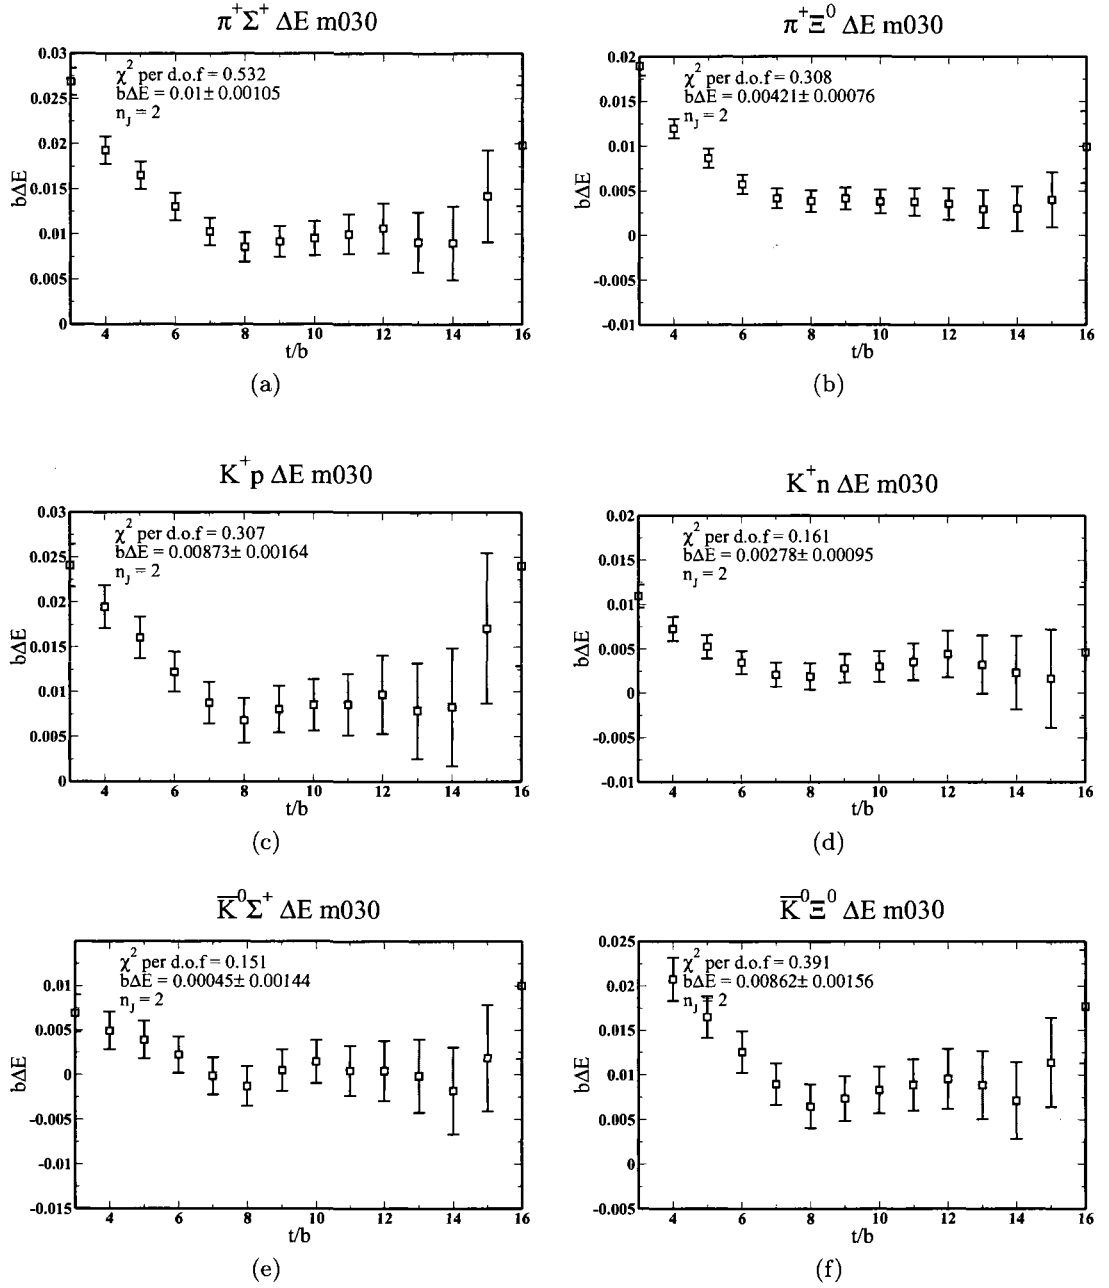 π⁺Σ⁺ ΔE m030
χ² per d.o.f = 0.532
bΔE = 0.01± 0.00105
n_J = 2
0.03
0.025
0.02
0.015
0.01
0.005
0
bΔE
4 6 8 10 12 14 16
t/b
(a)
π⁺Ξ⁰ ΔE m030
χ² per d.o.f = 0.308
bΔE = 0.00421± 0.00076
n_J = 2
0.02
0.015
0.01
0.005
0
-0.005
-0.01
bΔE
4 6 8 10 12 14 16
t/b
(b)
K⁺p ΔE m030
χ² per d.o.f = 0.307
bΔE = 0.00873± 0.00164
n_J = 2
0.03
0.025
0.02
0.015
0.01
0.005
0
bΔE
4 6 8 10 12 14 16
t/b
(c)
K⁺n ΔE m030
χ² per d.o.f = 0.161
bΔE = 0.00278± 0.00095
n_J = 2
0.02
0.015
0.01
0.005
0
-0.005
-0.01
bΔE
4 6 8 10 12 14 16
t/b
(d)
K̅⁰Σ⁺ ΔE m030
χ² per d.o.f = 0.151
bΔE = 0.00045± 0.00144
n_J = 2
0.01
0.005
0
-0.005
-0.01
-0.015
bΔE
4 6 8 10 12 14 16
t/b
(e)
K̅⁰Ξ⁰ ΔE m030
χ² per d.o.f = 0.391
bΔE = 0.00862± 0.00156
n_J = 2
0.025
0.02
0.015
0.01
0.005
0
-0.005
bΔE
4 6 8 10 12 14 16
t/b
(f)